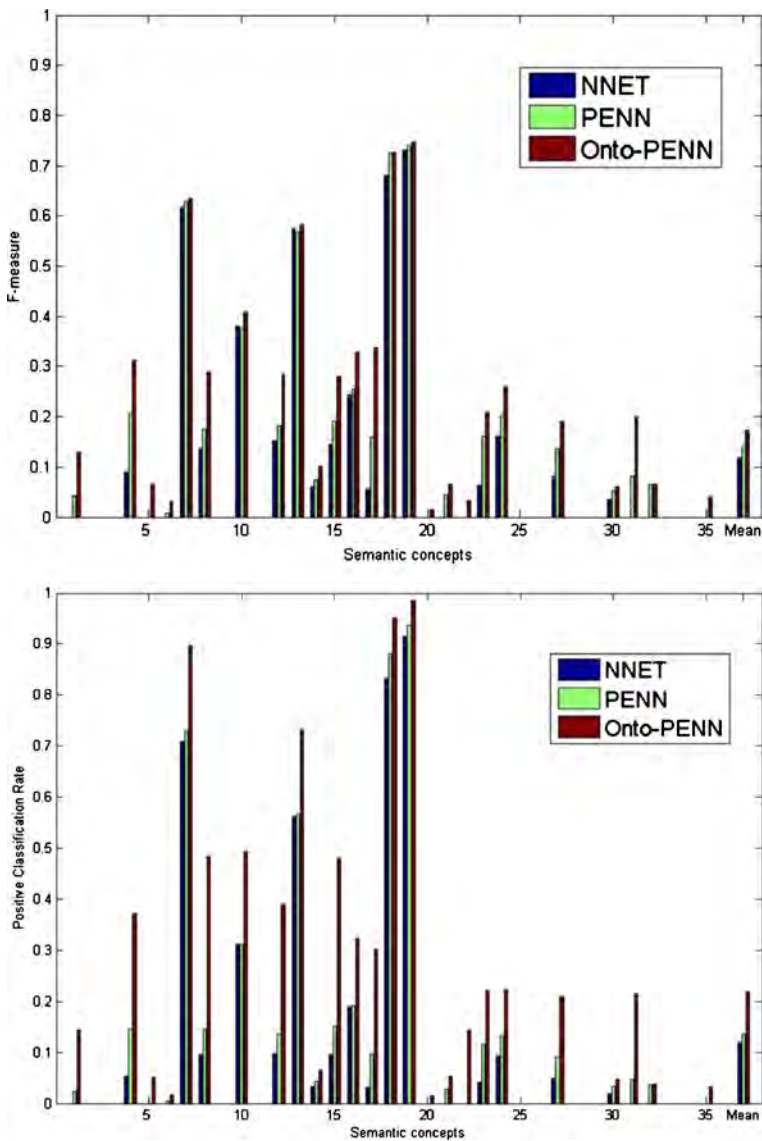 1
0.9
0.8
0.7
0.6
0.5
0.4
0.3
0.2
0.1
0
F-measure
NNET
PENN
Onto-PENN
5 10 15 20 25 30 35 Mean
Semantic concepts
1
0.9
0.8
0.7
0.6
0.5
0.4
0.3
0.2
0.1
0
Positive Classification Rate
NNET
PENN
Onto-PENN
5 10 15 20 25 30 35 Mean
Semantic concepts